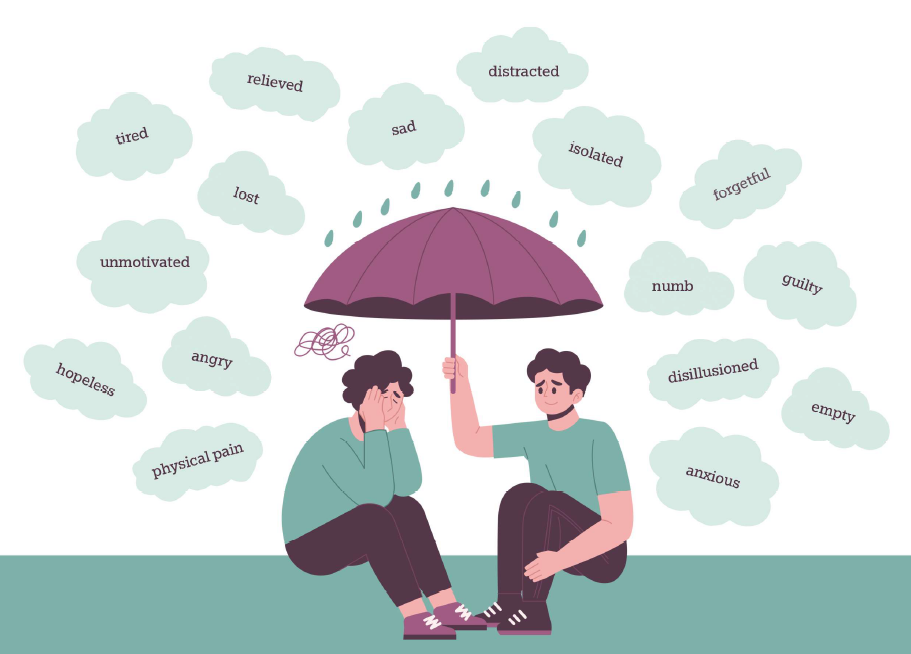 distracted
relieved
sad
tired
isolated
forgetful
lost
unmotivated
numb
guilty
angry
hopeless
disillusioned
empty
physical pain
anxious